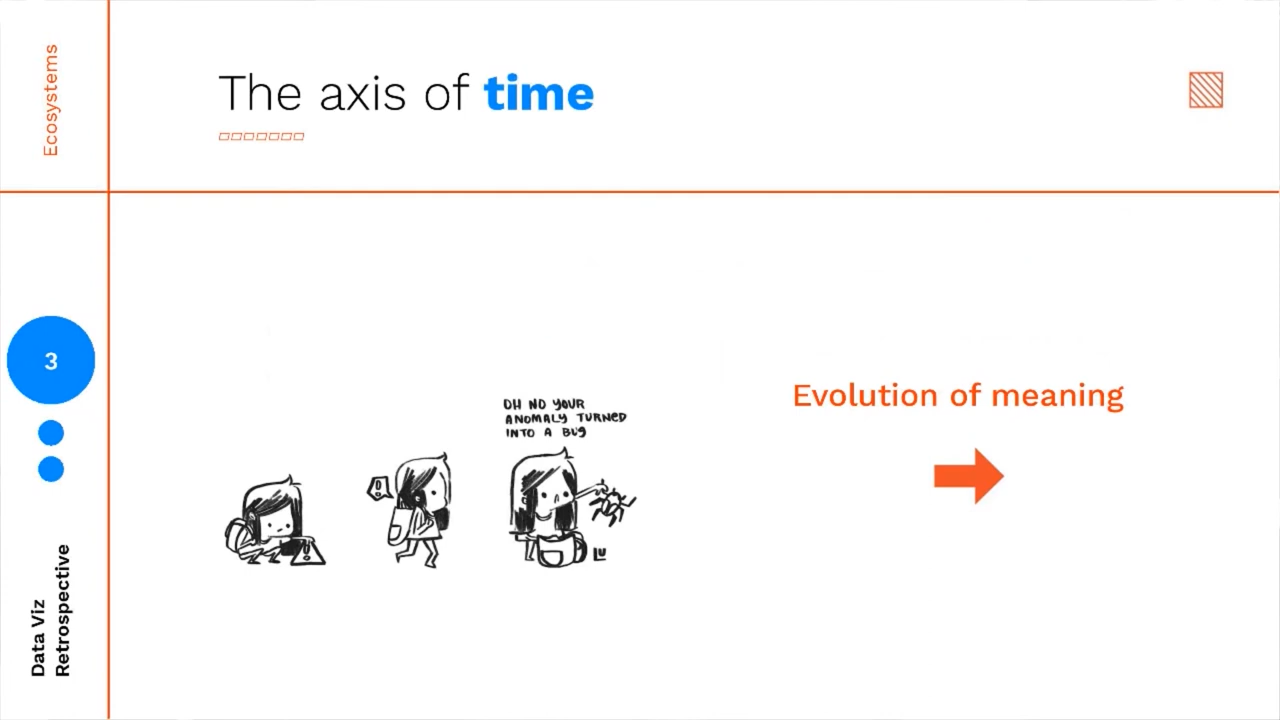 Ecosystems
The axis of time
3
Data Viz
Retrospective
OH NO YOUR
ANOMALY TURNED
INTO A BUG
!
!
LU
Evolution of meaning